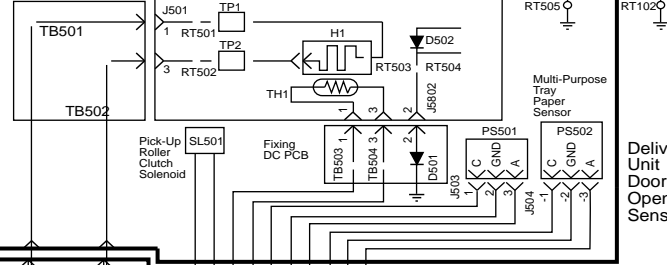 TB501
TB502
J501
1
3
RT501
RT502
TP1
TP2
H1
RT503
D502
RT504
TH1
J5802
1
3
2
RT505
RT102
Multi-Purpose
Tray
Paper
Sensor
Pick-Up
Roller
Clutch
Solenoid
SL501
Fixing
DC PCB
TB503
1
TB504
3
2
D501
PS501
C
GND
A
J503
1
2
3
PS502
C
GND
A
J504
-1
-2
-3
Deliv
Unit
Door
Open
Sens